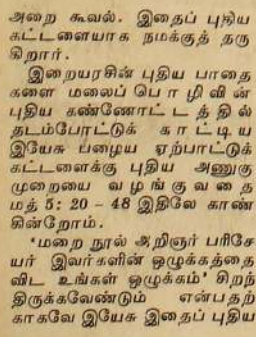 அறை கூவல். இதைப் புதிய
கட்டளையாக நமக்குத் தரு
கிறார்.
இறையரசின் புதிய பாதை
களை மலைப் பொழிவின்
புதிய கண்ணோட்டத்தில்
தடம்போட்டுக் காட்டிய
இயேசு பழைய ஏற்பாட்டுக்
கட்டளைக்கு புதிய அணுகு
முறையை வழங்குவதை
மத் 5: 20 - 48 இதிலே காண்
கின்றோம்.
'மறை நூல் அறிஞர் பரிசே
யர் இவர்களின் ஒழுக்கத்தை
விட உங்கள் ஒழுக்கம்' சிறந்
திருக்கவேண்டும் என்பதற்
காகவே இயேசு இதைப் புதிய